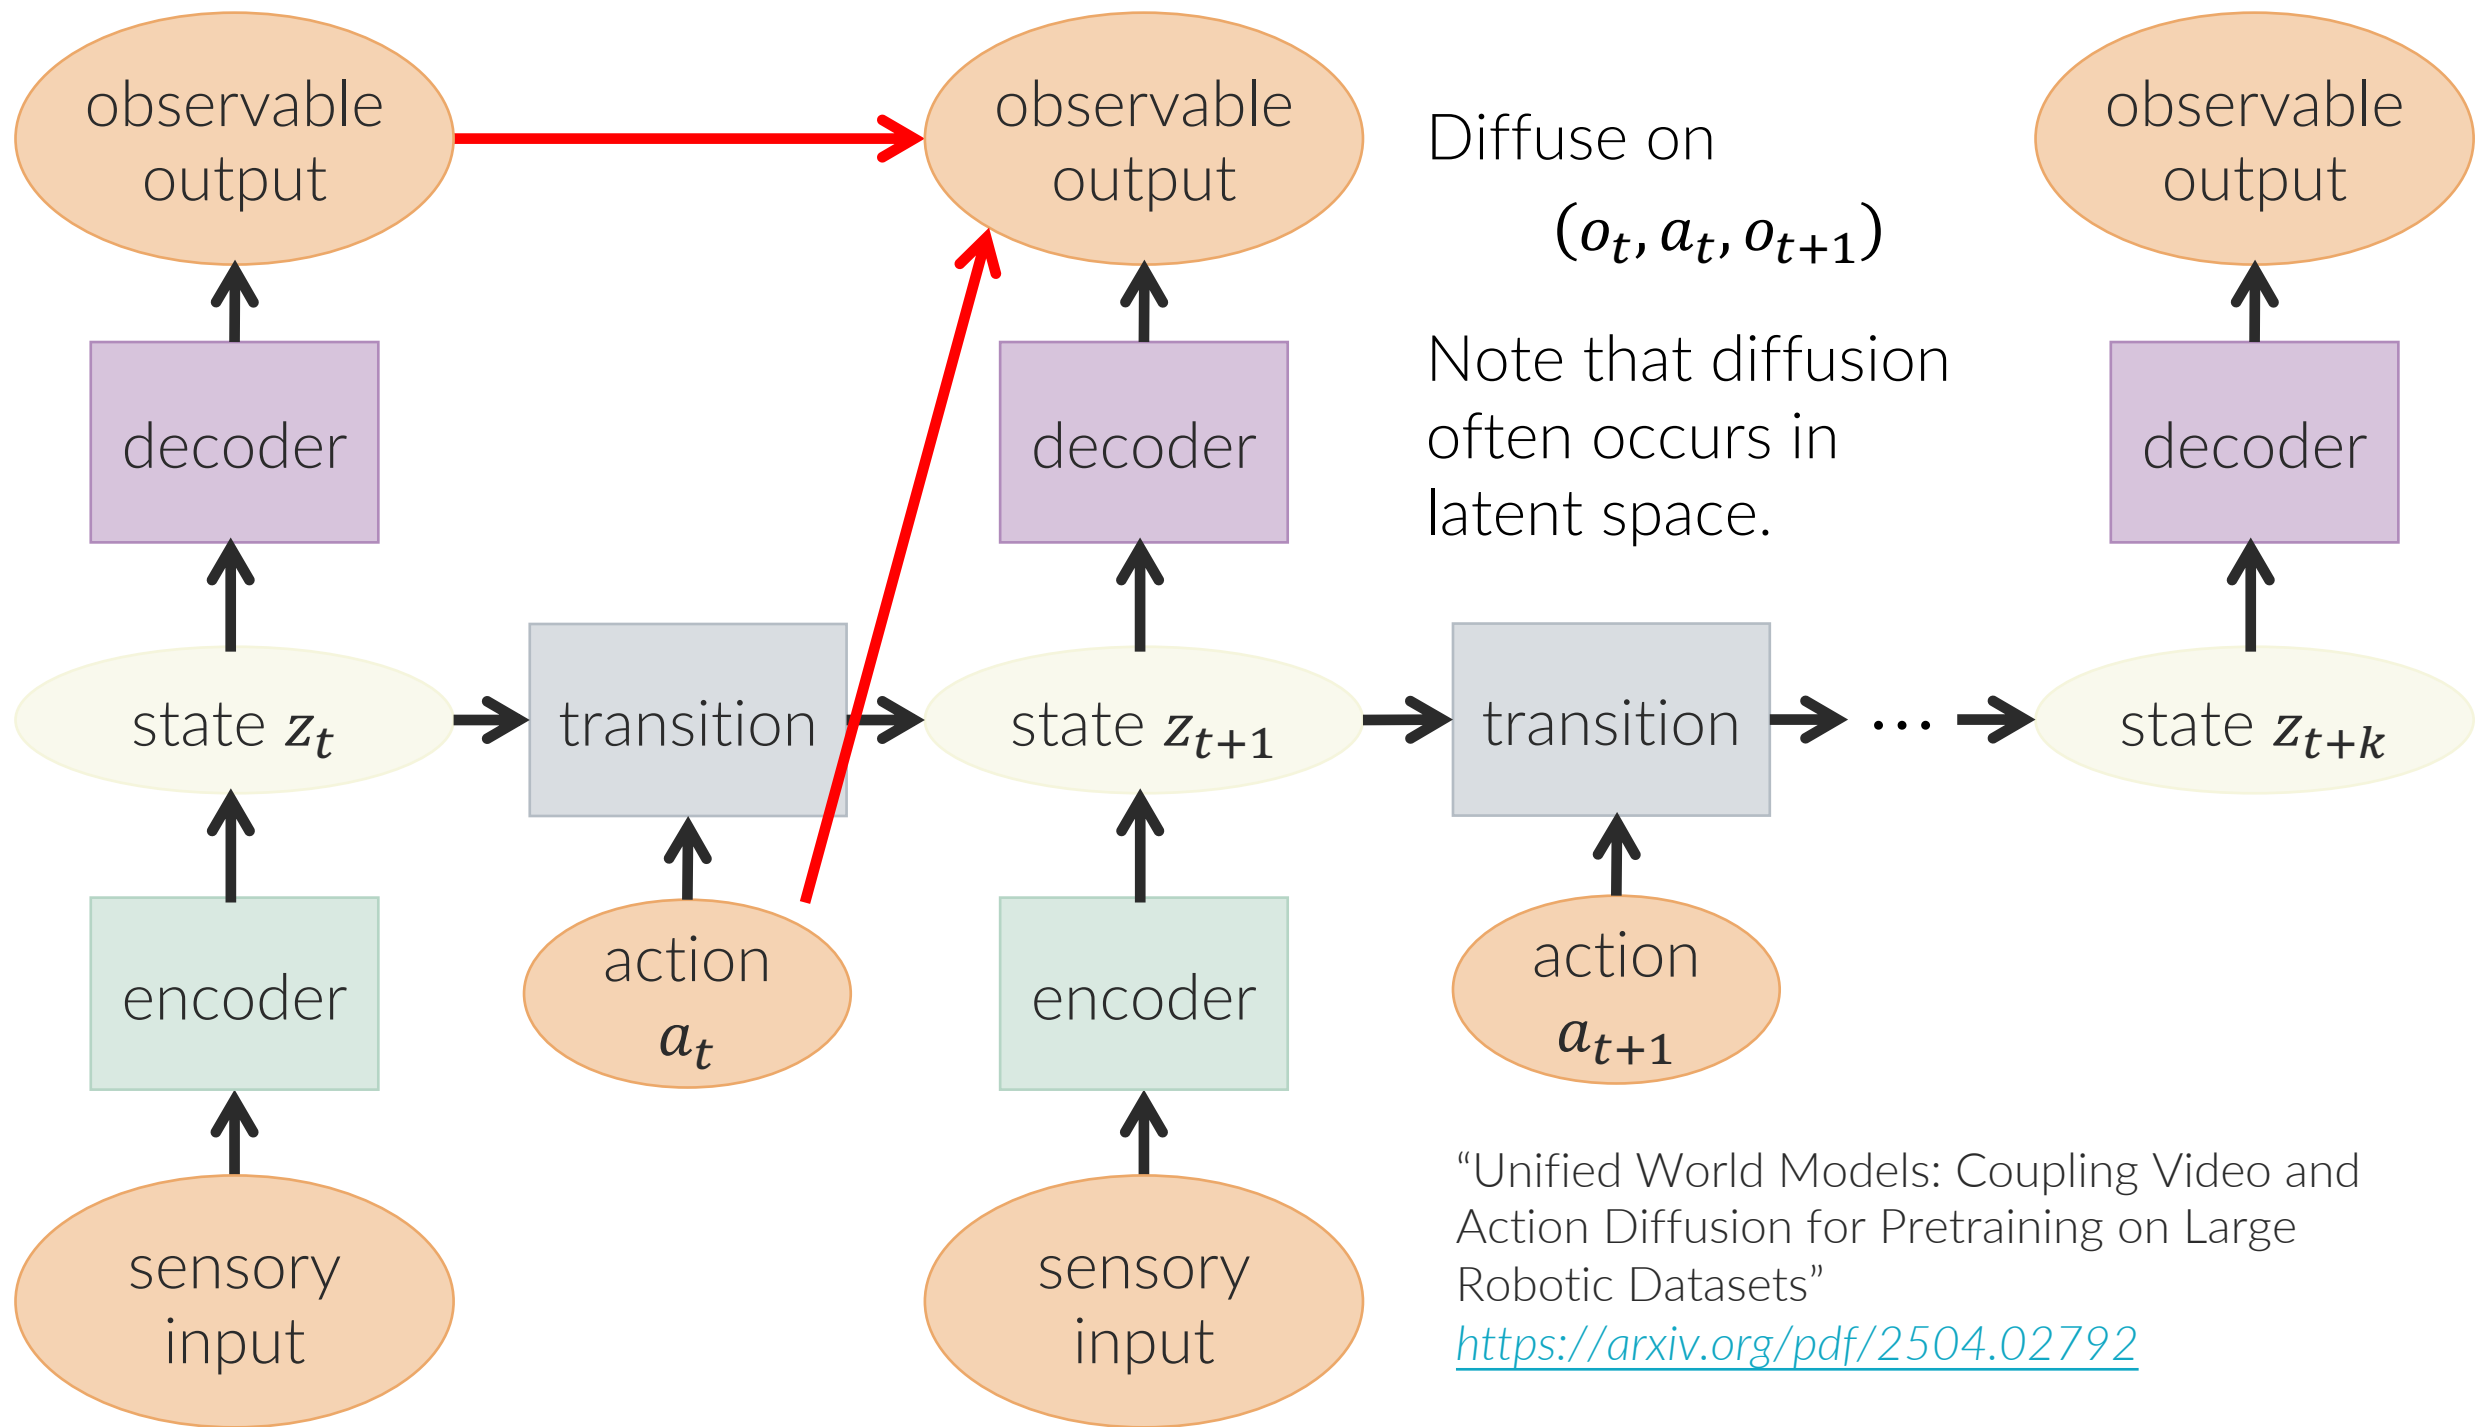 observable
output
observable
output
Diffuse on
(o_t, a_t, o_{t+1})
Note that diffusion
often occurs in
latent space.
observable
output
decoder
decoder
decoder
state z_t
transition
state z_{t+1}
transition
...
state z_{t+k}
encoder
action
a_t
encoder
action
a_{t+1}
sensory
input
sensory
input
“Unified World Models: Coupling Video and
Action Diffusion for Pretraining on Large
Robotic Datasets”
https://arxiv.org/pdf/2504.02792